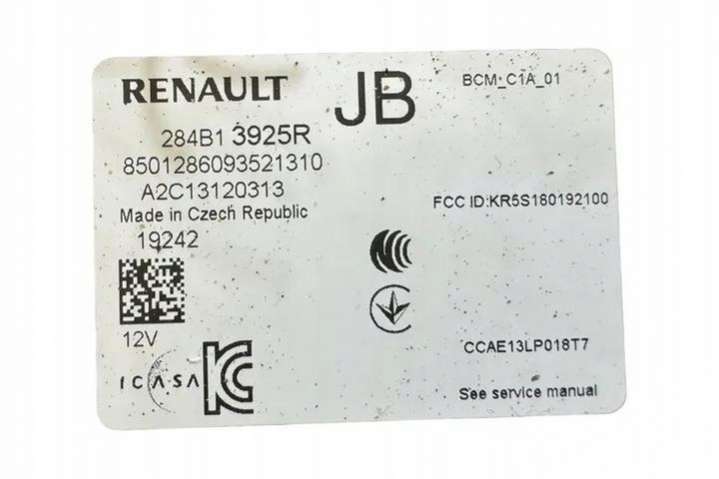 RENAULT
JB
BCM_C1A_01
284B1 3925R
8501286093521310
A2C13120313
Made in Czech Republic
19242
FCC ID:KR5S180192100
12V
CCAE13LP018T7
ICASA
See service manual